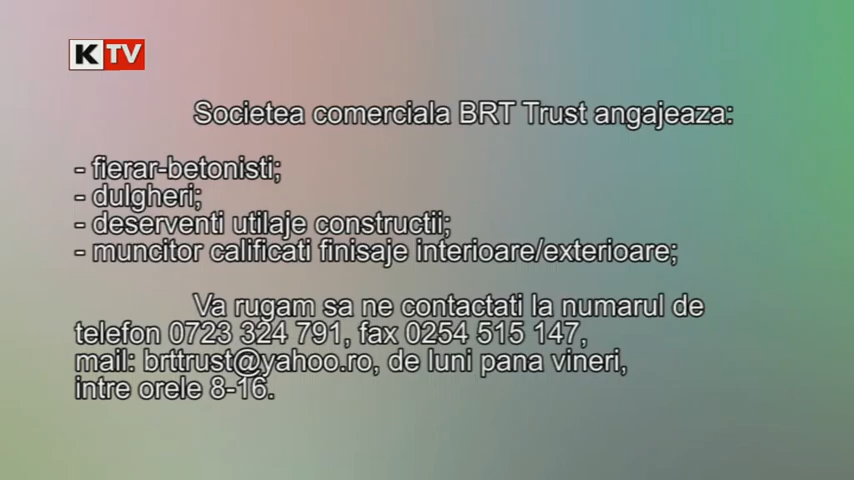 K TV
Societea comerciala BRT Trust angajeaza:
- fierar-betonisti;
- dulgheri;
- deserventi utilaje constructii;
- muncitor calificati finisaje interioare/exterioare;
Va rugam sa ne contactati la numarul de
telefon 0723 324 791, fax 0254 515 147,
mail: brttrust@yahoo.ro, de luni pana vineri,
intre orele 8-16.